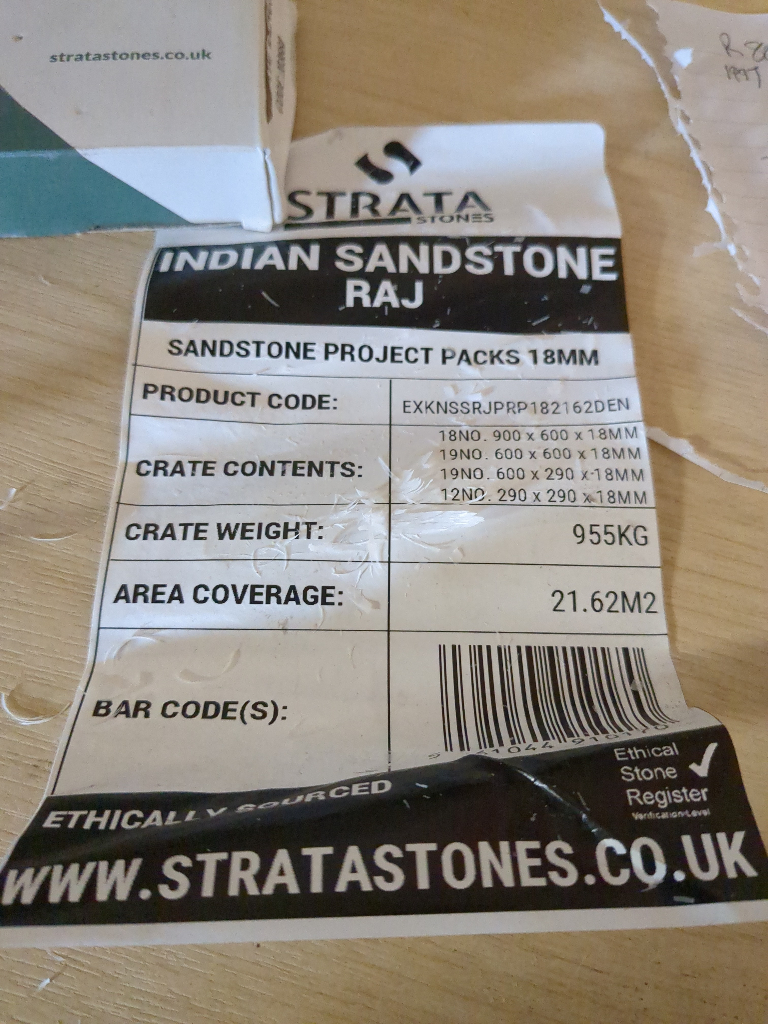 stratastones.co.uk
STRATA
STONES
INDIAN SANDSTONE
RAJ
SANDSTONE PROJECT PACKS 18MM
PRODUCT CODE: EXKNSSRJPRP182162DEN
CRATE CONTENTS: 18NO. 900 x 600 x 18MM
19NO. 600 x 600 x 18MM
19NO. 600 x 290 x 18MM
12NO. 290 x 290 x 18MM
CRATE WEIGHT: 955KG
AREA COVERAGE: 21.62M2
BAR CODE(S):
Ethical
Stone
Register
Verification Level
ETHICALLY SOURCED
WWW.STRATASTONES.CO.UK